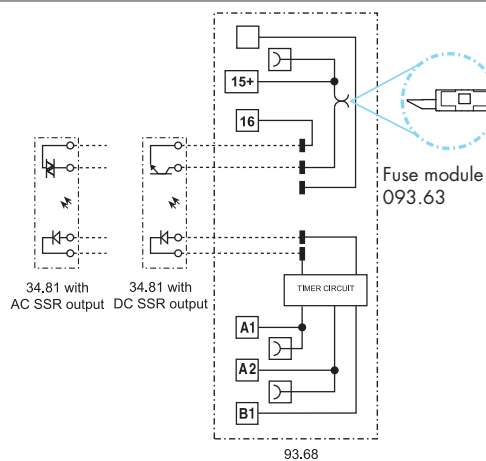 15+
16
Fuse module
093.63
34.81 with
AC SSR output
34.81 with
DC SSR output
TIMER CIRCUIT
A1
A2
B1
93.68